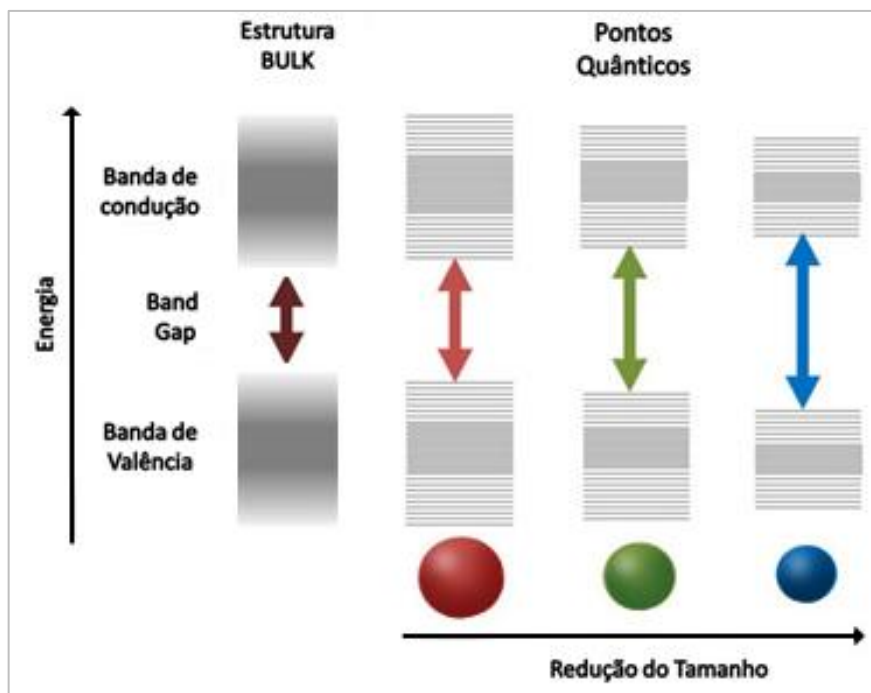 Estrutura
BULK
Pontos
Quânticos
Energia
Banda de
condução
Band
Gap
Banda de
Valência
Redução do Tamanho